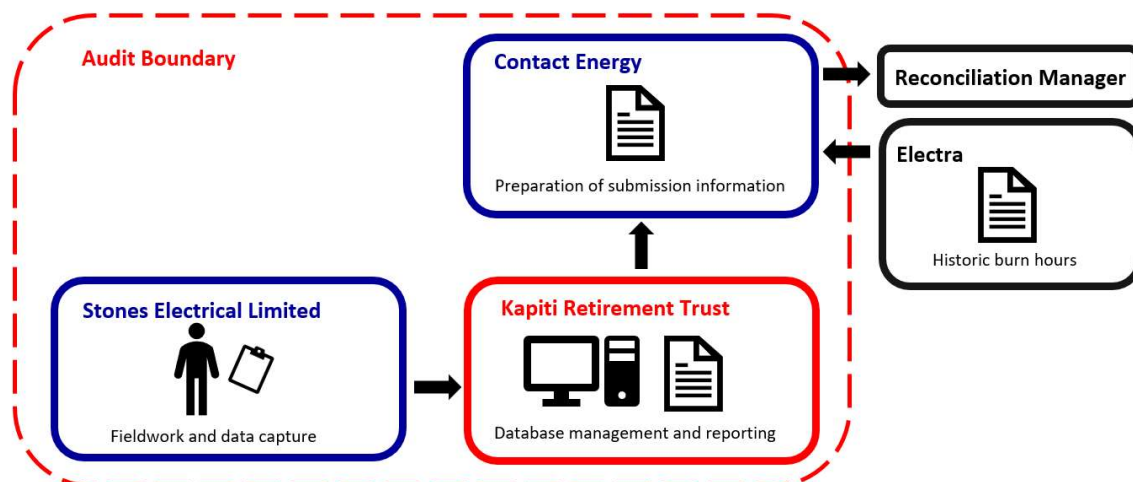 Audit Boundary
Contact Energy
Preparation of submission information
Reconciliation Manager
Electra
Historic burn hours
Stones Electrical Limited
Fieldwork and data capture
Kapiti Retirement Trust
Database management and reporting